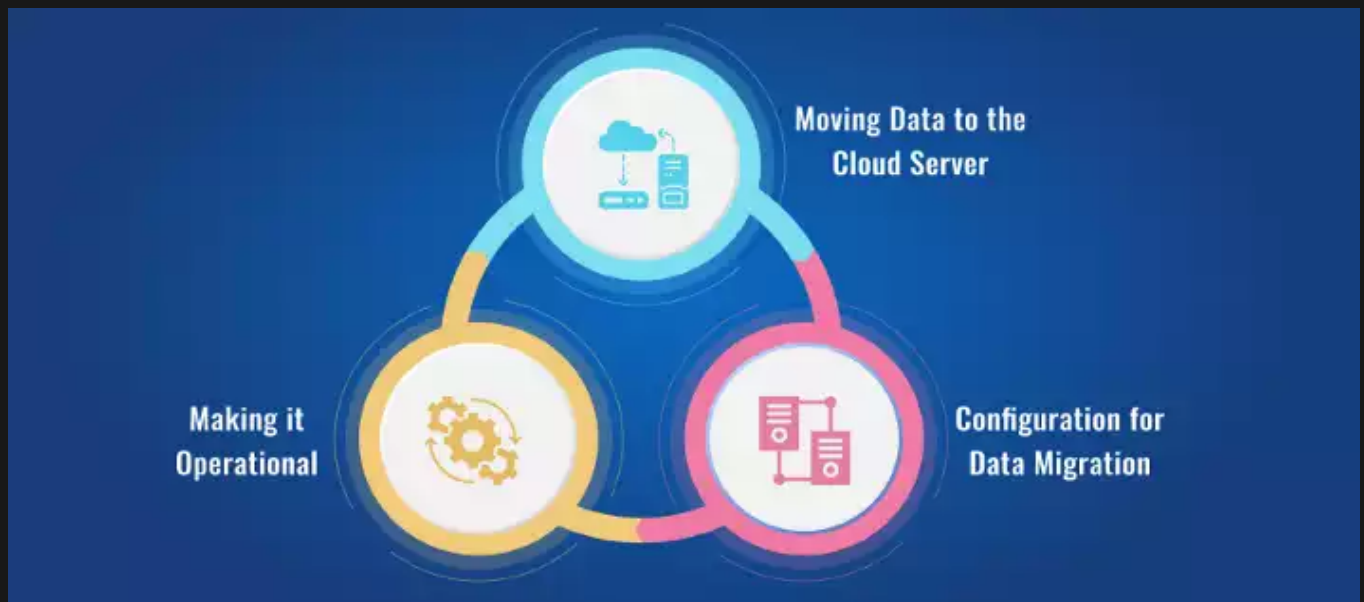 Moving Data to the
Cloud Server
Making it
Operational
Configuration for
Data Migration